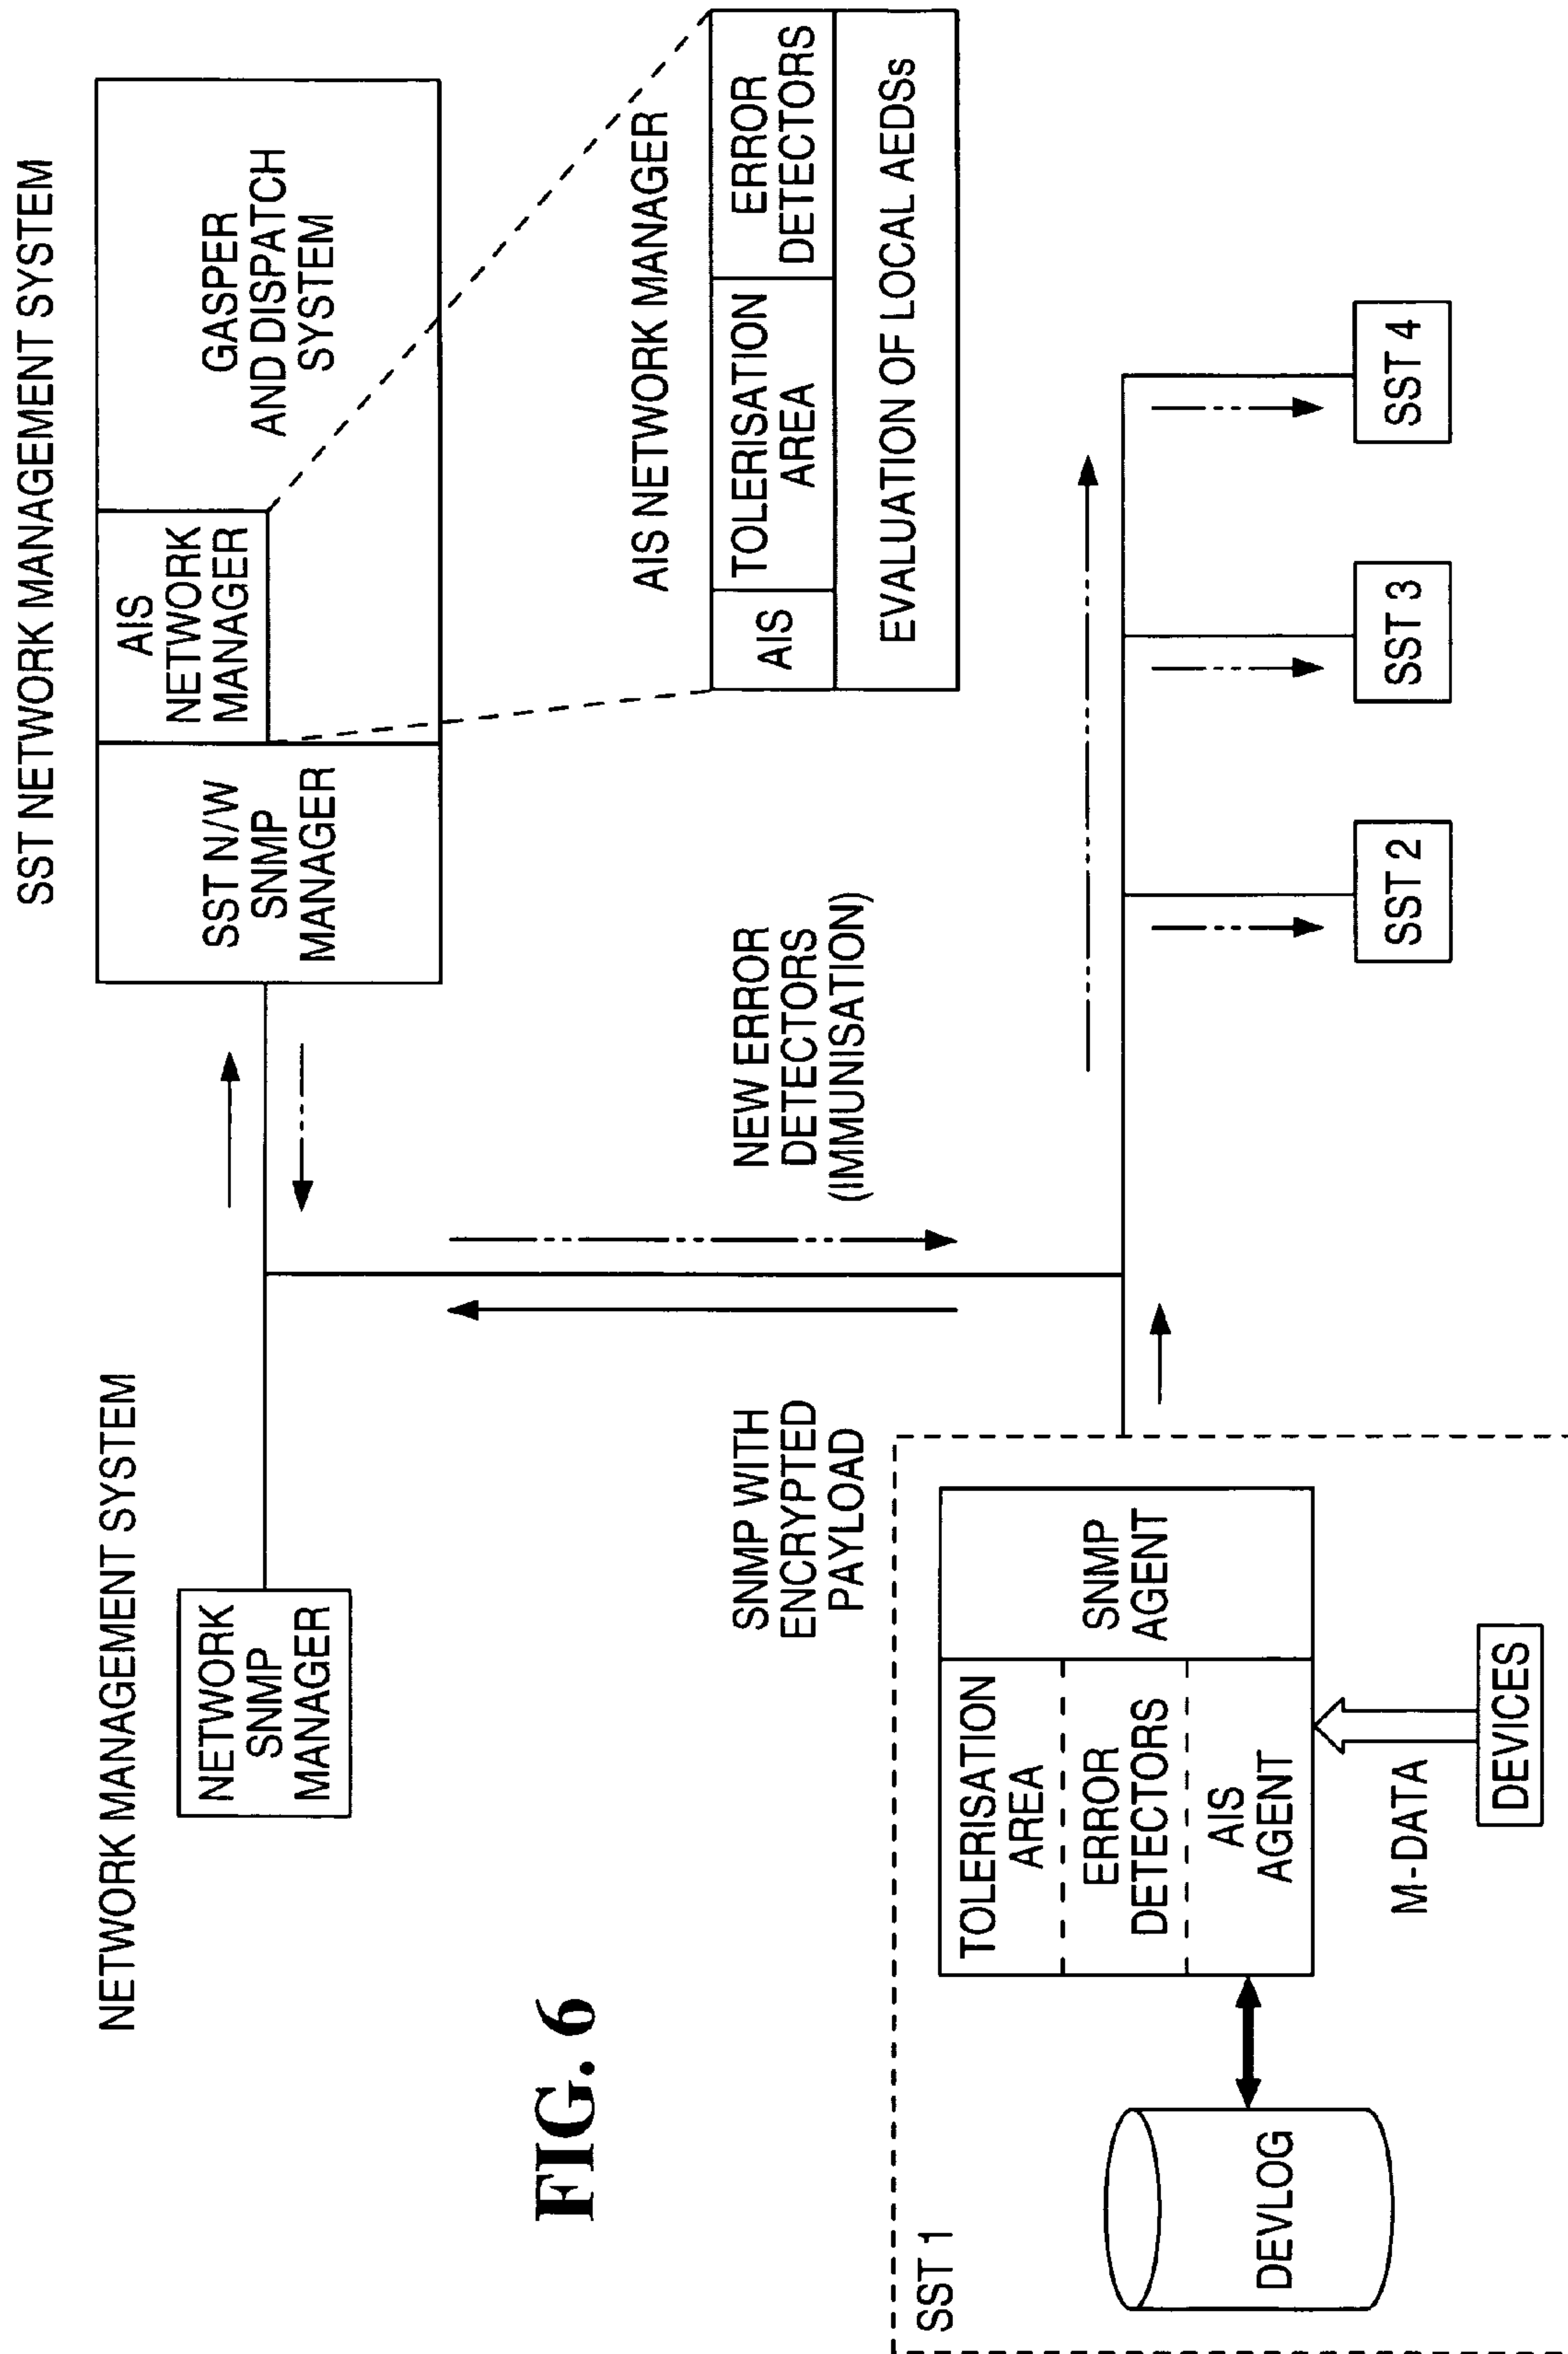 NETWORK MANAGEMENT SYSTEM
NETWORK
SNMP
MANAGER
SST NETWORK MANAGEMENT SYSTEM
SST N/W
SNMP
MANAGER
AIS
NETWORK
MANAGER
GASPER
AND DISPATCH
SYSTEM
AIS NETWORK MANAGER
AIS
TOLERISATION
AREA
ERROR
DETECTORS
EVALUATION OF LOCAL AEDSs
FIG. 6
SNMP WITH
ENCRYPTED
PAYLOAD
NEW ERROR
DETECTORS
(IMMUNISATION)
SST 1
DEVLOG
TOLERISATION
AREA
ERROR
DETECTORS
AIS
AGENT
SNMP
AGENT
M-DATA
DEVICES
SST 2
SST 3
SST 4